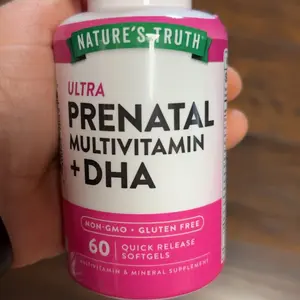 NATURE'S TRUTH
ULTRA
PRENATAL
MULTIVITAMIN
+ DHA
NON-GMO • GLUTEN FREE
60 QUICK RELEASE
SOFTGELS
MULTIVITAMIN & MINERAL SUPPLEMENT